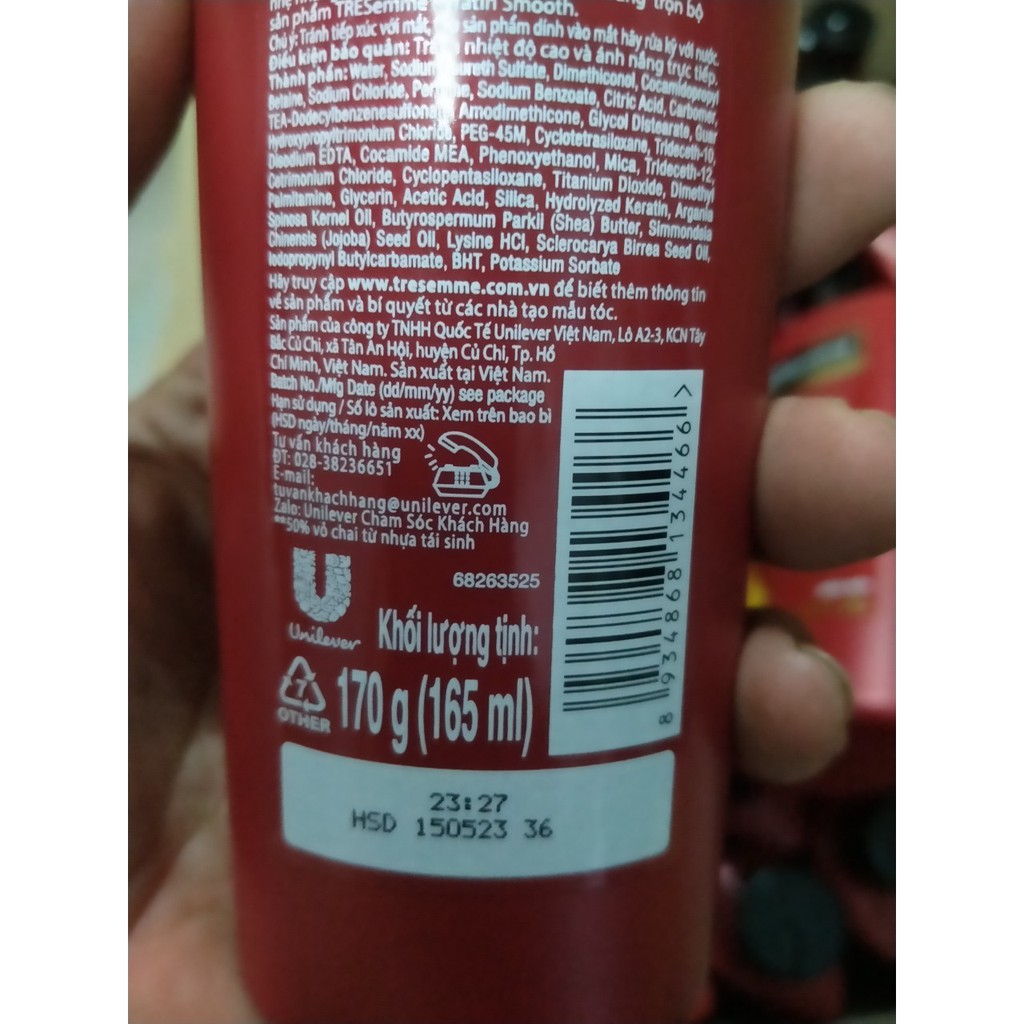 trọn bộ
sản phẩm TRESemmé Keratin Smooth.
Chú ý: Tránh tiếp xúc với mắt, sản phẩm dính vào mắt hãy rửa kỹ với nước.
Điều kiện bảo quản: Tránh nhiệt độ cao và ánh nắng trực tiếp.
Thành phần: Water, Sodium Laureth Sulfate, Dimethiconol, Cocamidopropyl
Betaine, Sodium Chloride, Perfume, Sodium Benzoate, Citric Acid, Carbomer,
TEA-Dodecylbenzenesulfonate, Amodimethicone, Glycol Distearate, Guar
Hydroxypropyltrimonium Chloride, PEG-45M, Cyclotetrasiloxane, Trideceth-10,
Disodium EDTA, Cocamide MEA, Phenoxyethanol, Mica, Trideceth-12,
Cetrimonium Chloride, Cyclopentasiloxane, Titanium Dioxide, Dimethyl
Palmitamine, Glycerin, Acetic Acid, Silica, Hydrolyzed Keratin, Argania
Spinosa Kernel Oil, Butyrospermum Parkii (Shea) Butter, Simmondsia
Chinensis (Jojoba) Seed Oil, Lysine HCl, Sclerocarya Birrea Seed Oil,
Iodopropynyl Butylcarbamate, BHT, Potassium Sorbate
Hãy truy cập www.tresemme.com.vn để biết thêm thông tin
về sản phẩm và bí quyết từ các nhà tạo mẫu tóc.
Sản phẩm của công ty TNHH Quốc Tế Unilever Việt Nam, Lô A2-3, KCN Tây
Bắc Củ Chi, xã Tân An Hội, huyện Củ Chi, Tp. Hồ
Chí Minh, Việt Nam. Sản xuất tại Việt Nam.
Batch No./Mfg Date (dd/mm/yy) see package
Hạn sử dụng / Số lô sản xuất: Xem trên bao bì
(HSD ngày/tháng/năm xx)
Tư vấn khách hàng
ĐT: 028-38236651
E-mail:
tuvankhachhang@unilever.com
Zalo: Unilever Chăm Sóc Khách Hàng
**50% vỏ chai từ nhựa tái sinh
68263525
Unilever
Khối lượng tịnh:
170 g (165 ml)
7
OTHER
8 934868 134466 >
23:27
HSD 150523 36